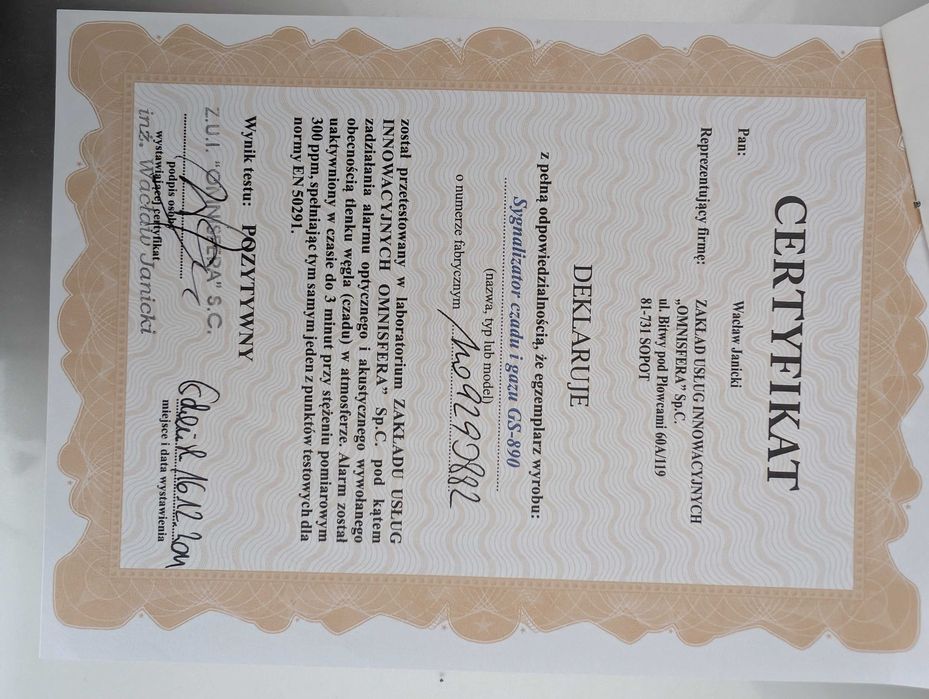 CERTYFIKAT
Pan: Wacław Janicki
Reprezentujący firmę: ZAKŁAD USŁUG INNOWACYJNYCH
„OMNISFERA” Sp.C.
ul. Bitwy pod Płowcami 60A/119
81-731 SOPOT
DEKLARUJE
z pełną odpowiedzialnością, że egzemplarz wyrobu:
Sygnalizator czadu i gazu GS-890
(nazwa, typ lub model)
o numerze fabrycznym
został przetestowany w laboratorium ZAKŁADU USŁUG
INNOWACYJNYCH OMNISFERA” Sp.C. pod kątem
zadziałania alarmu optycznego i akustycznego wywołanego
obecnością tlenku węgla (czadu) w atmosferze. Alarm został
uaktywniony w czasie do 3 minut przy stężeniu pomiarowym
300 ppm, spełniając tym samym jeden z punktów testowych dla
normy EN 50291.
Wynik testu: POZYTYWNY
Z.U.I. "OMNISFERA" S.C.
podpis osoby
wystawiającej certyfikat
inż. Wacław Janicki
16.12.2011
miejsce i data wystawienia